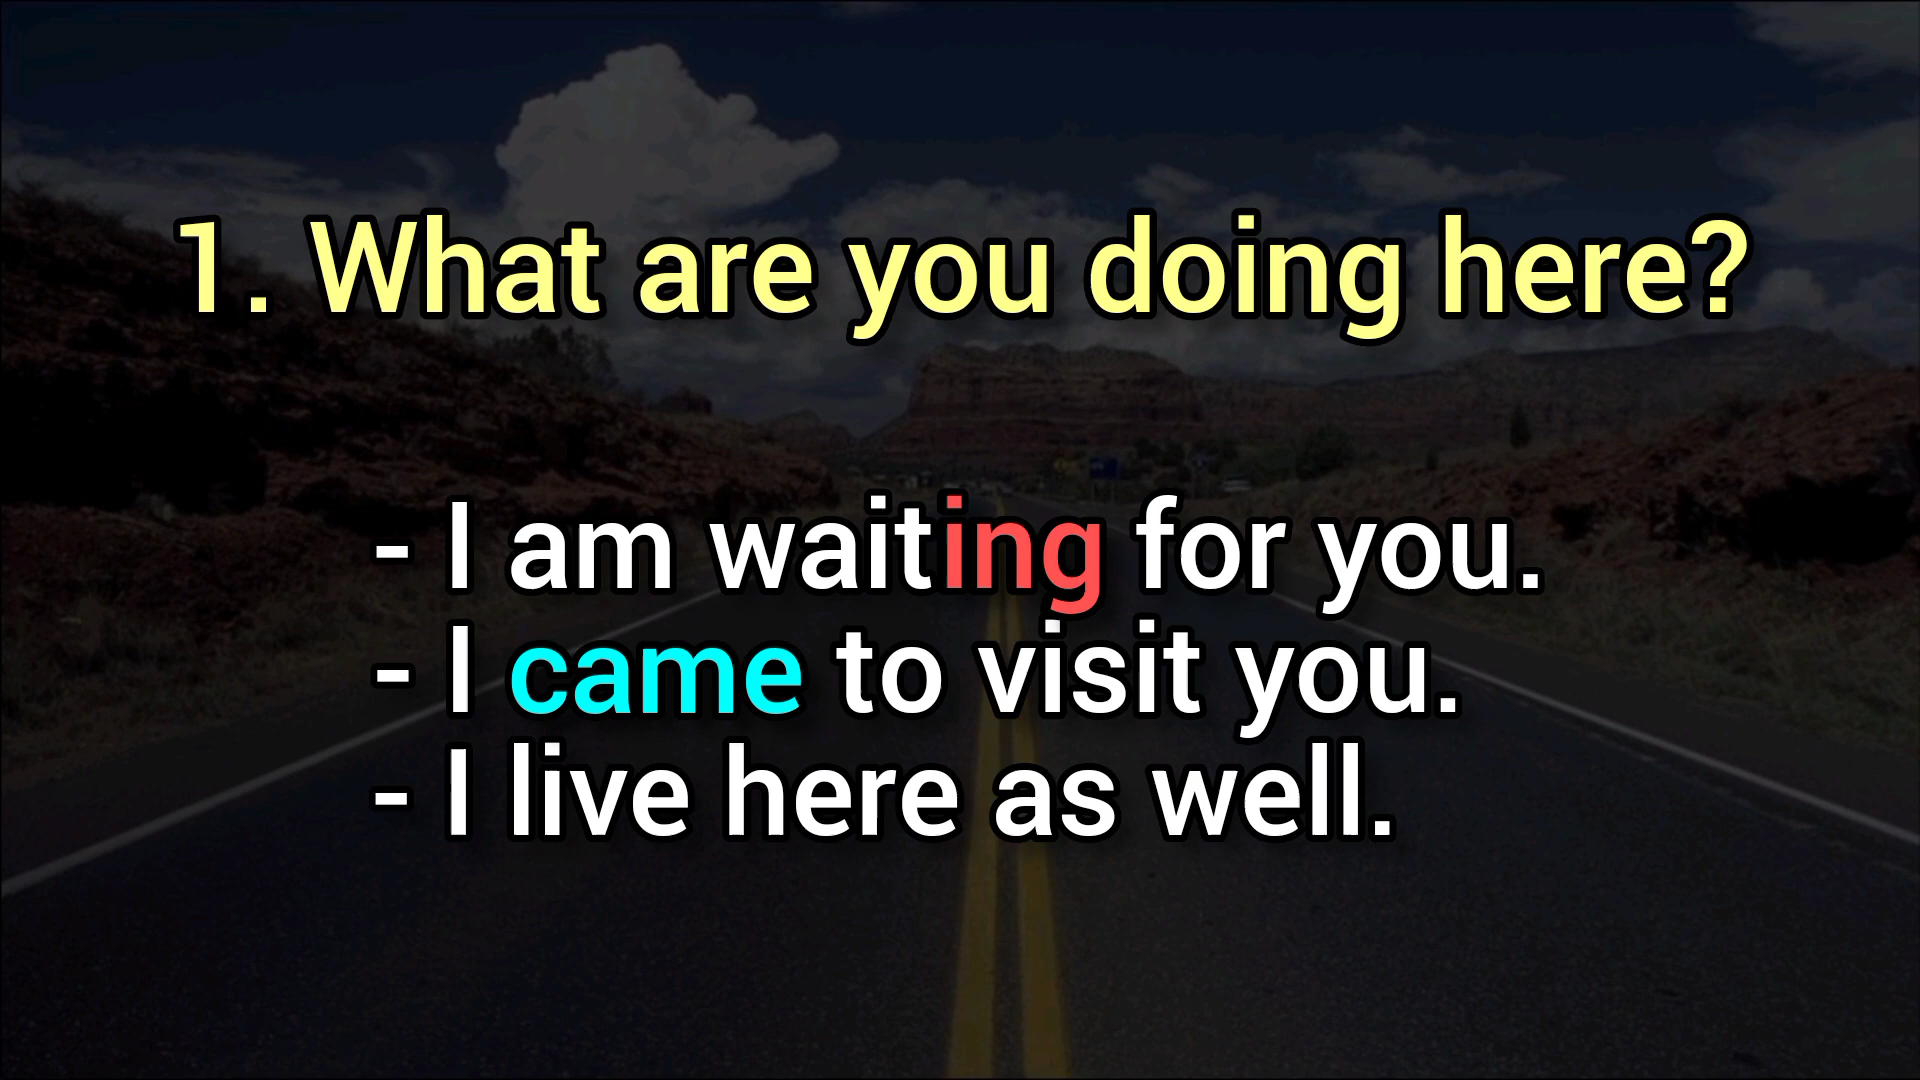 1. What are you doing here?
- I am waiting for you.
- I came to visit you.
- I live here as well.